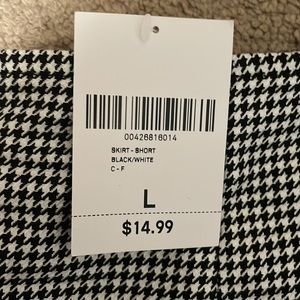 00426816014
SKIRT - SHORT
BLACK/WHITE
C - F
L
$14.99